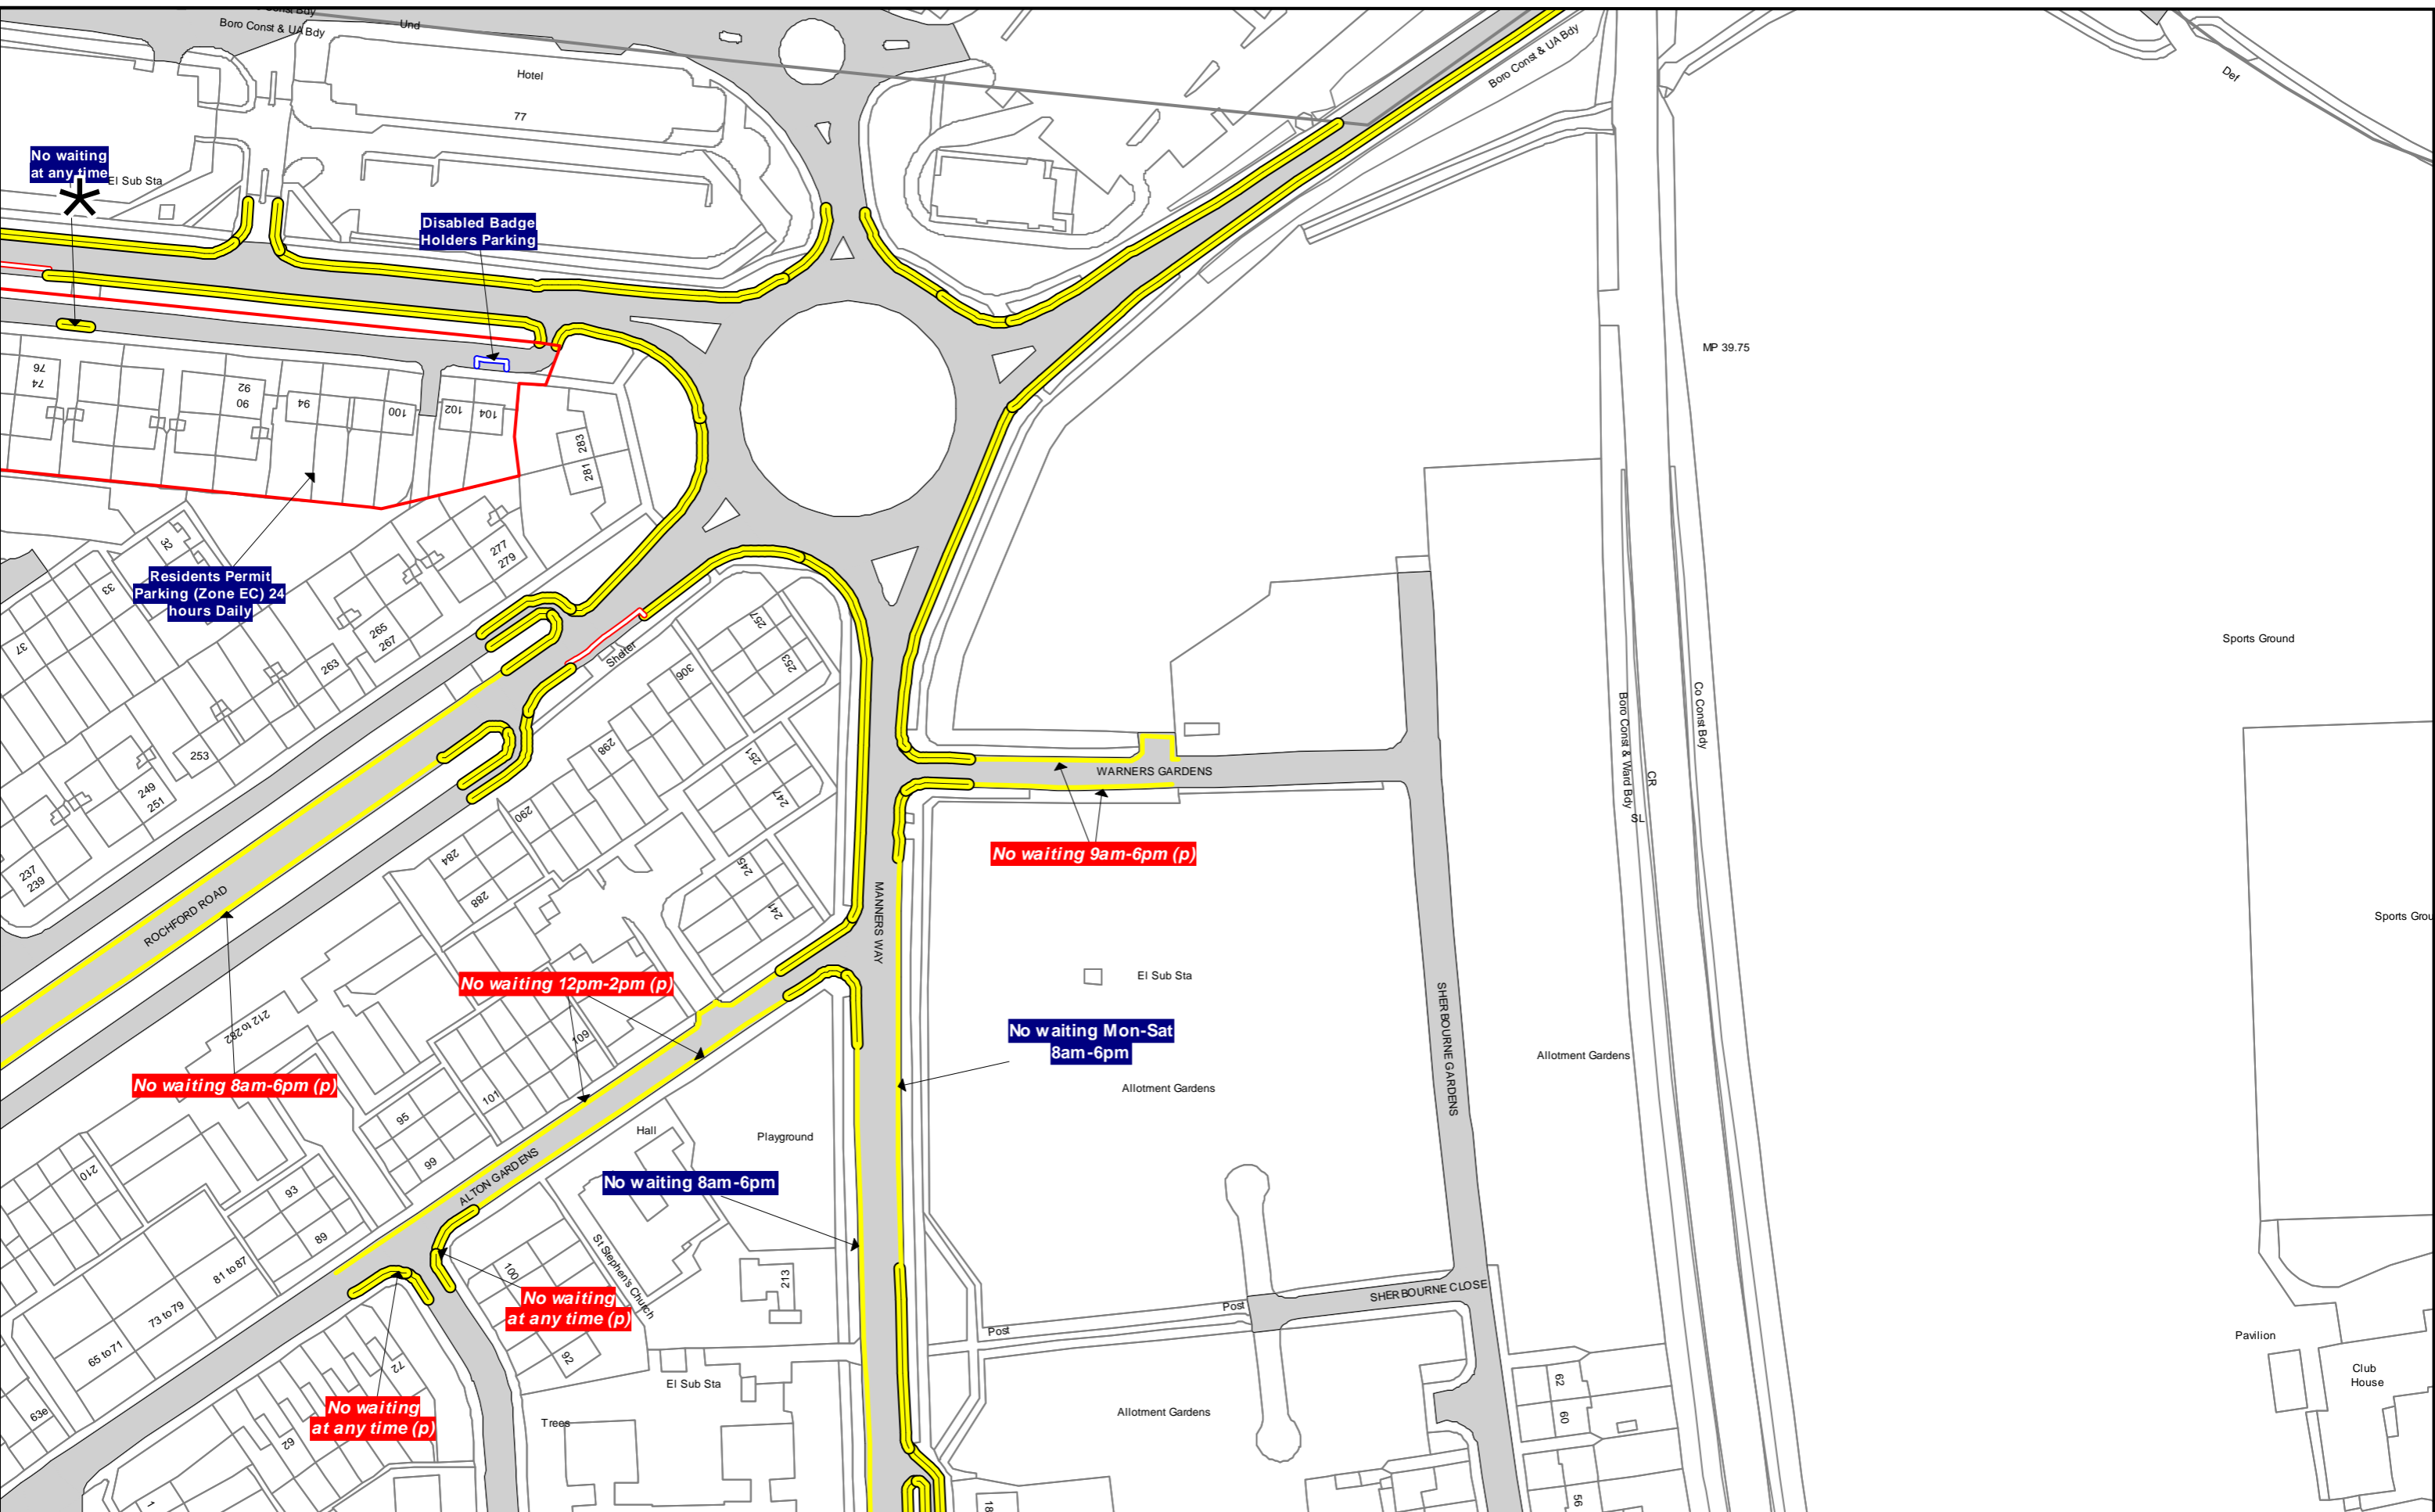 Boro Const & UA Bdy
Und
Hotel
77
Boro Const & UA Bdy
Def
No waiting
at any time
El Sub Sta
Disabled Badge
Holders Parking
MP 39.75
76
74
92
90
94
100
102
104
283
281
277
279
32
33
37
Residents Permit
Parking (Zone EC) 24
hours Daily
265
267
263
253
249
251
237
239
Shelter
257
253
306
298
251
247
290
284
288
245
241
Sports Ground
Boro Const & Ward Bdy
Co Const Bdy
CR
SL
WARNERS GARDENS
No waiting 9am-6pm (p)
ROCHFORD ROAD
MANNERS WAY
Sports Grou
El Sub Sta
No waiting 12pm-2pm (p)
No waiting Mon-Sat
8am-6pm
SHERBOURNE GARDENS
Allotment Gardens
Allotment Gardens
212 to 282
No waiting 8am-6pm (p)
109
101
95
99
Hall
Playground
ALTON GARDENS
No waiting 8am-6pm
210
93
89
81 to 87
73 to 79
65 to 71
63e
100
92
St Stephen's Church
213
No waiting
at any time (p)
SHERBOURNE CLOSE
Post
Post
Pavilion
Club
House
El Sub Sta
72
62
1
No waiting
at any time (p)
Trees
Allotment Gardens
62
60
56
18